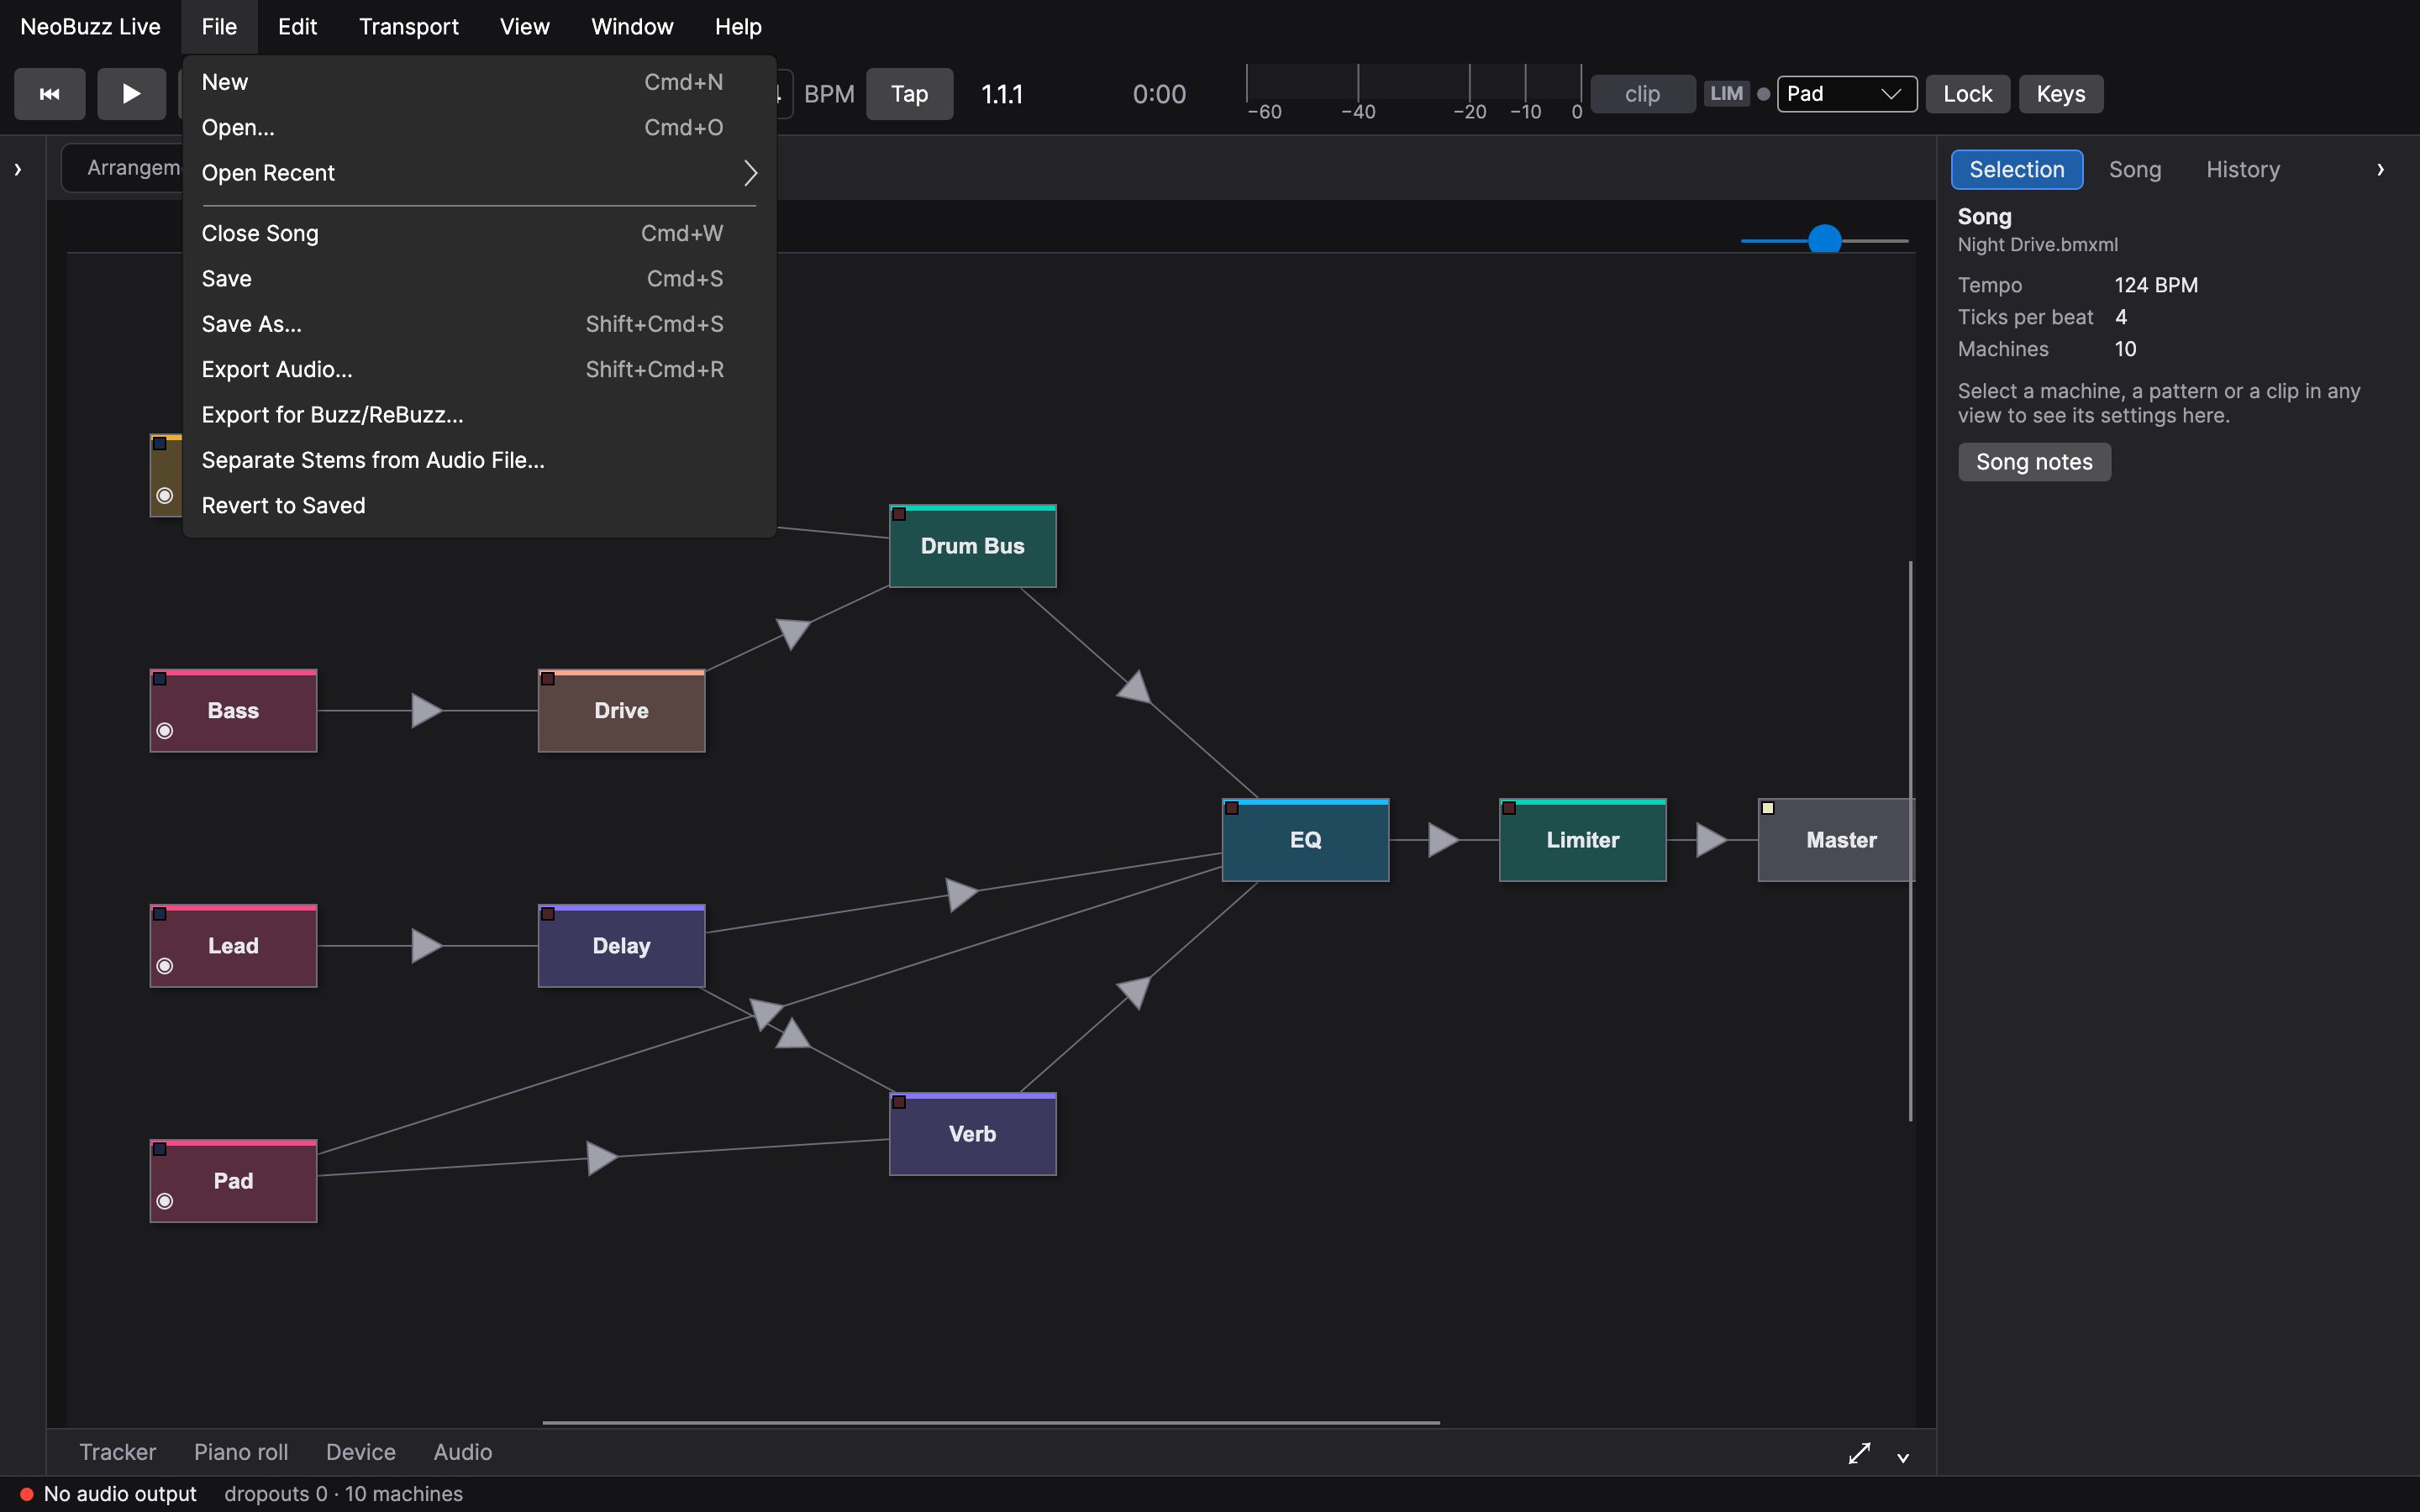 NeoBuzz Live File Edit Transport View Window Help
New Cmd+N
Open... Cmd+O
Open Recent
Close Song Cmd+W
Save Cmd+S
Save As... Shift+Cmd+S
Export Audio... Shift+Cmd+R
Export for Buzz/ReBuzz...
Separate Stems from Audio File...
Revert to Saved
BPM Tap 1.1.1 0:00
−60 −40 −20 −10 0
clip LIM Pad Lock Keys
Selection Song History
Song
Night Drive.bmxml
Tempo 124 BPM
Ticks per beat 4
Machines 10
Select a machine, a pattern or a clip in any
view to see its settings here.
Song notes
Drum Bus
Bass Drive
EQ Limiter Master
Lead Delay
Verb
Pad
Tracker Piano roll Device Audio
No audio output dropouts 0 · 10 machines